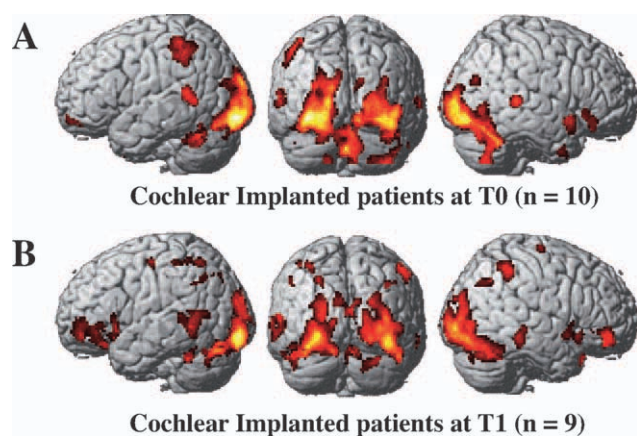 A
Cochlear Implanted patients at T0 (n = 10)
B
Cochlear Implanted patients at T1 (n = 9)